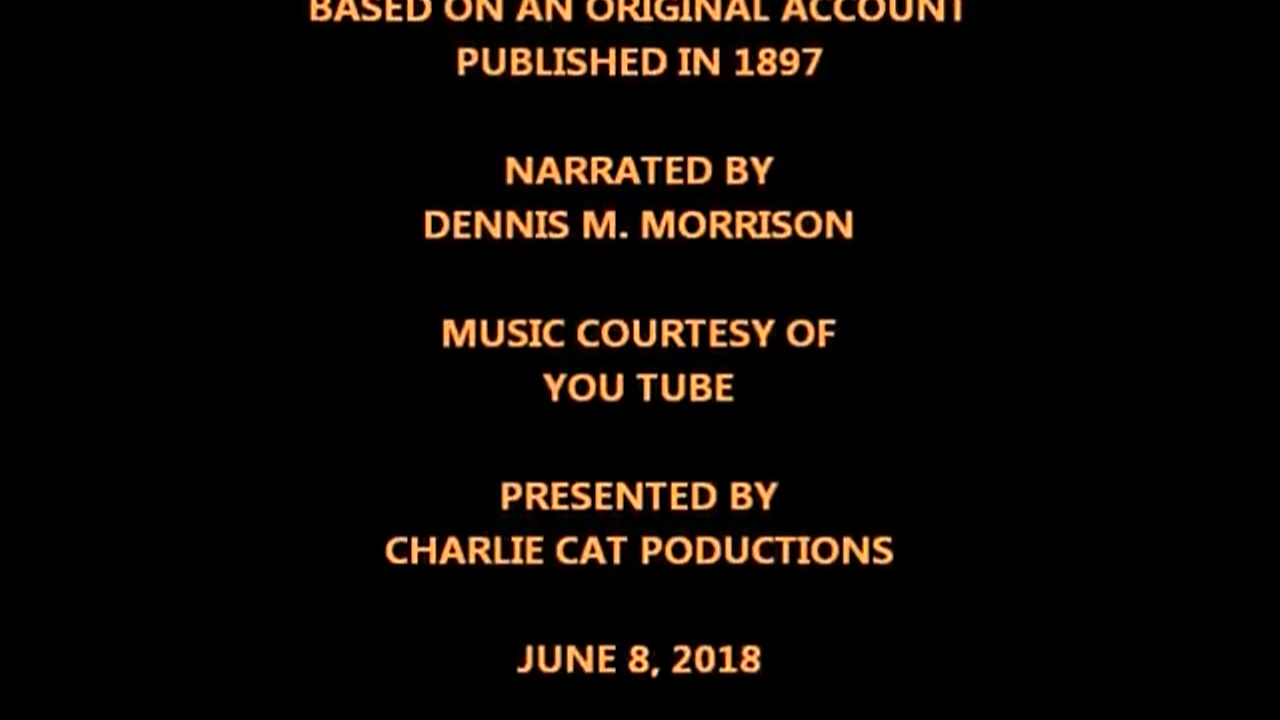 BASED ON AN ORIGINAL ACCOUNT
PUBLISHED IN 1897
NARRATED BY
DENNIS M. MORRISON
MUSIC COURTESY OF
YOU TUBE
PRESENTED BY
CHARLIE CAT PODUCTIONS
JUNE 8, 2018